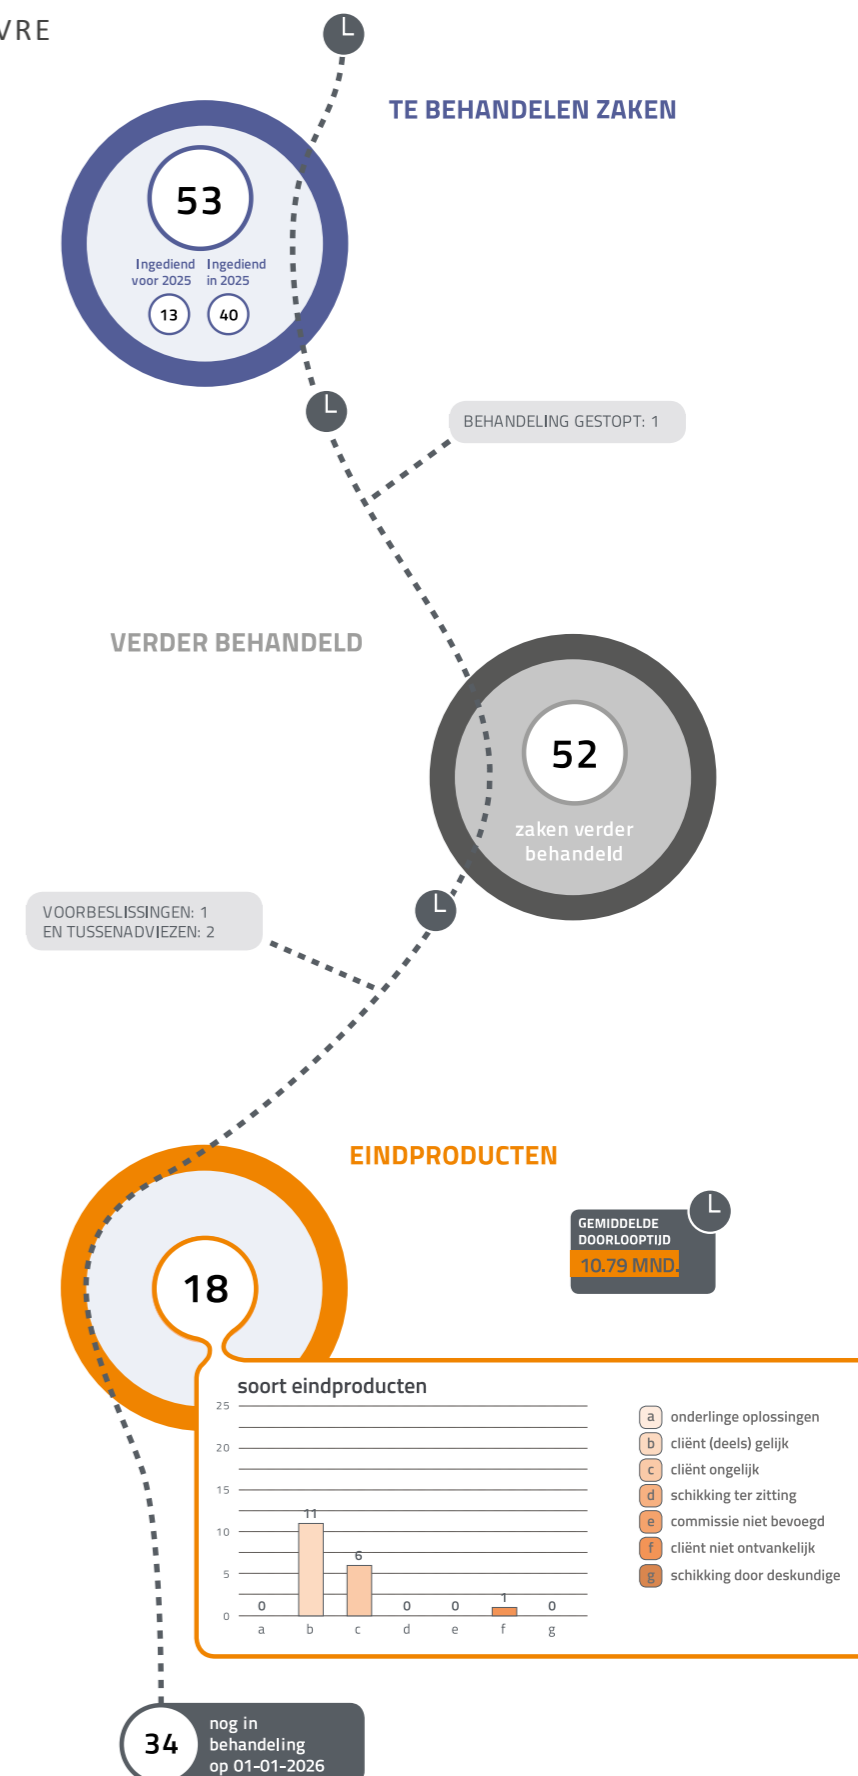 VRE
TE BEHANDELEN ZAKEN
53
Ingediend voor 2025
Ingediend in 2025
13
40
BEHANDELING GESTOPT: 1
VERDER BEHANDELD
52
zaken verder
behandeld
VOORBESLISSINGEN: 1
EN TUSSENADVIEZEN: 2
EINDPRODUCTEN
GEMIDDELDE
DOORLOOPTIJD
10.79 MND.
18
soort eindproducten
25
20
15
10
5
0
0
11
6
0
0
1
0
a b c d e f g
a onderlinge oplossingen
b cliënt (deels) gelijk
c cliënt ongelijk
d schikking ter zitting
e commissie niet bevoegd
f cliënt niet ontvankelijk
g schikking door deskundige
34
nog in
behandeling
op 01-01-2026